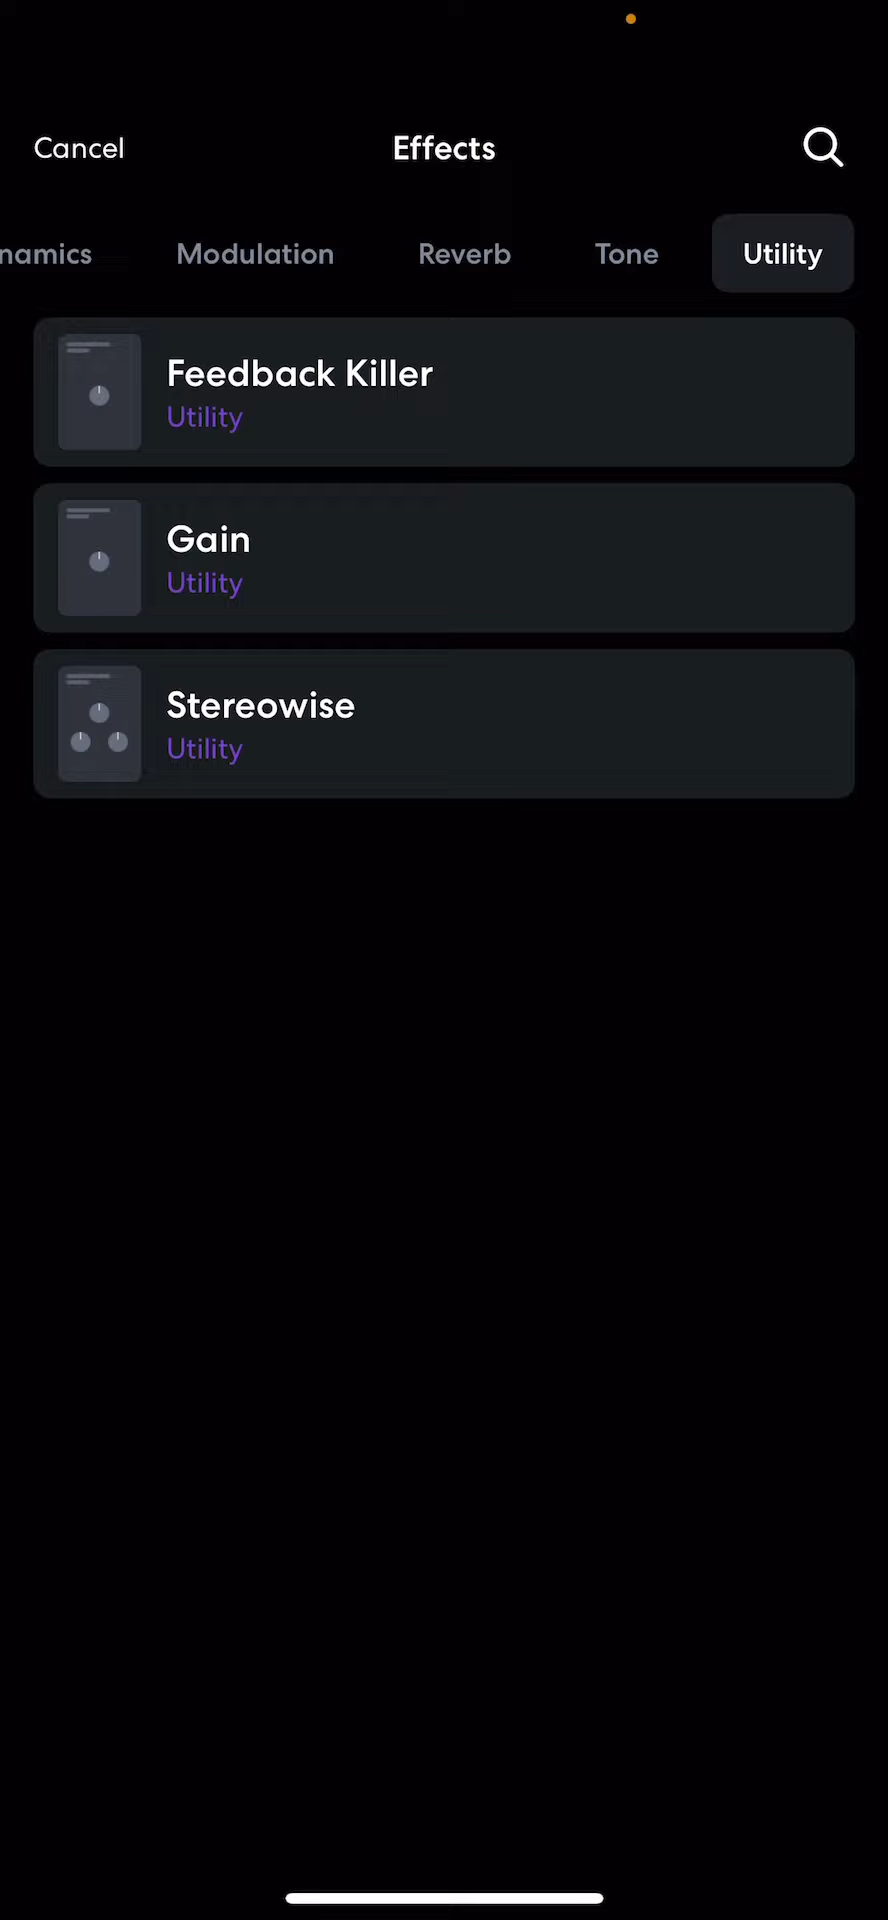 Cancel
Effects
namics
Modulation
Reverb
Tone
Utility
Feedback Killer
Utility
Gain
Utility
Stereowise
Utility